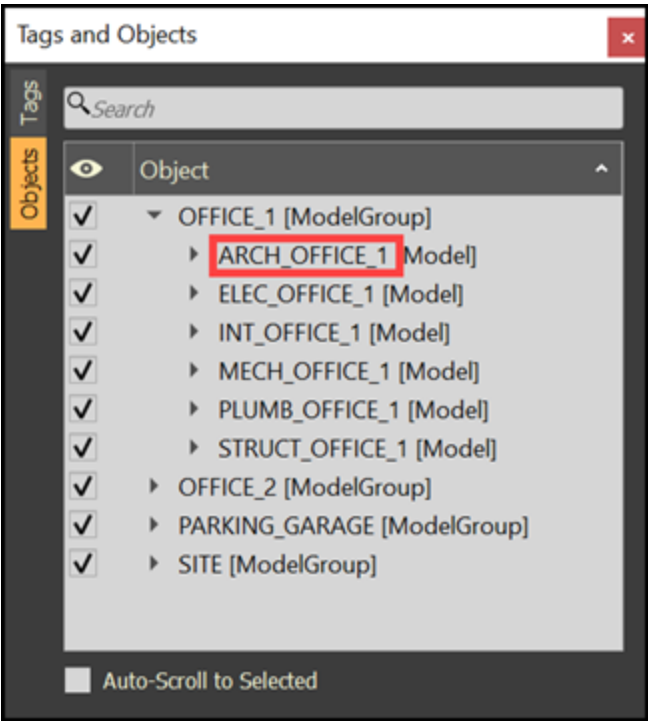 Tags and Objects
Tags
Objects
Search
Object
OFFICE_1 [ModelGroup]
ARCH_OFFICE_1 [Model]
ELEC_OFFICE_1 [Model]
INT_OFFICE_1 [Model]
MECH_OFFICE_1 [Model]
PLUMB_OFFICE_1 [Model]
STRUCT_OFFICE_1 [Model]
OFFICE_2 [ModelGroup]
PARKING_GARAGE [ModelGroup]
SITE [ModelGroup]
Auto-Scroll to Selected